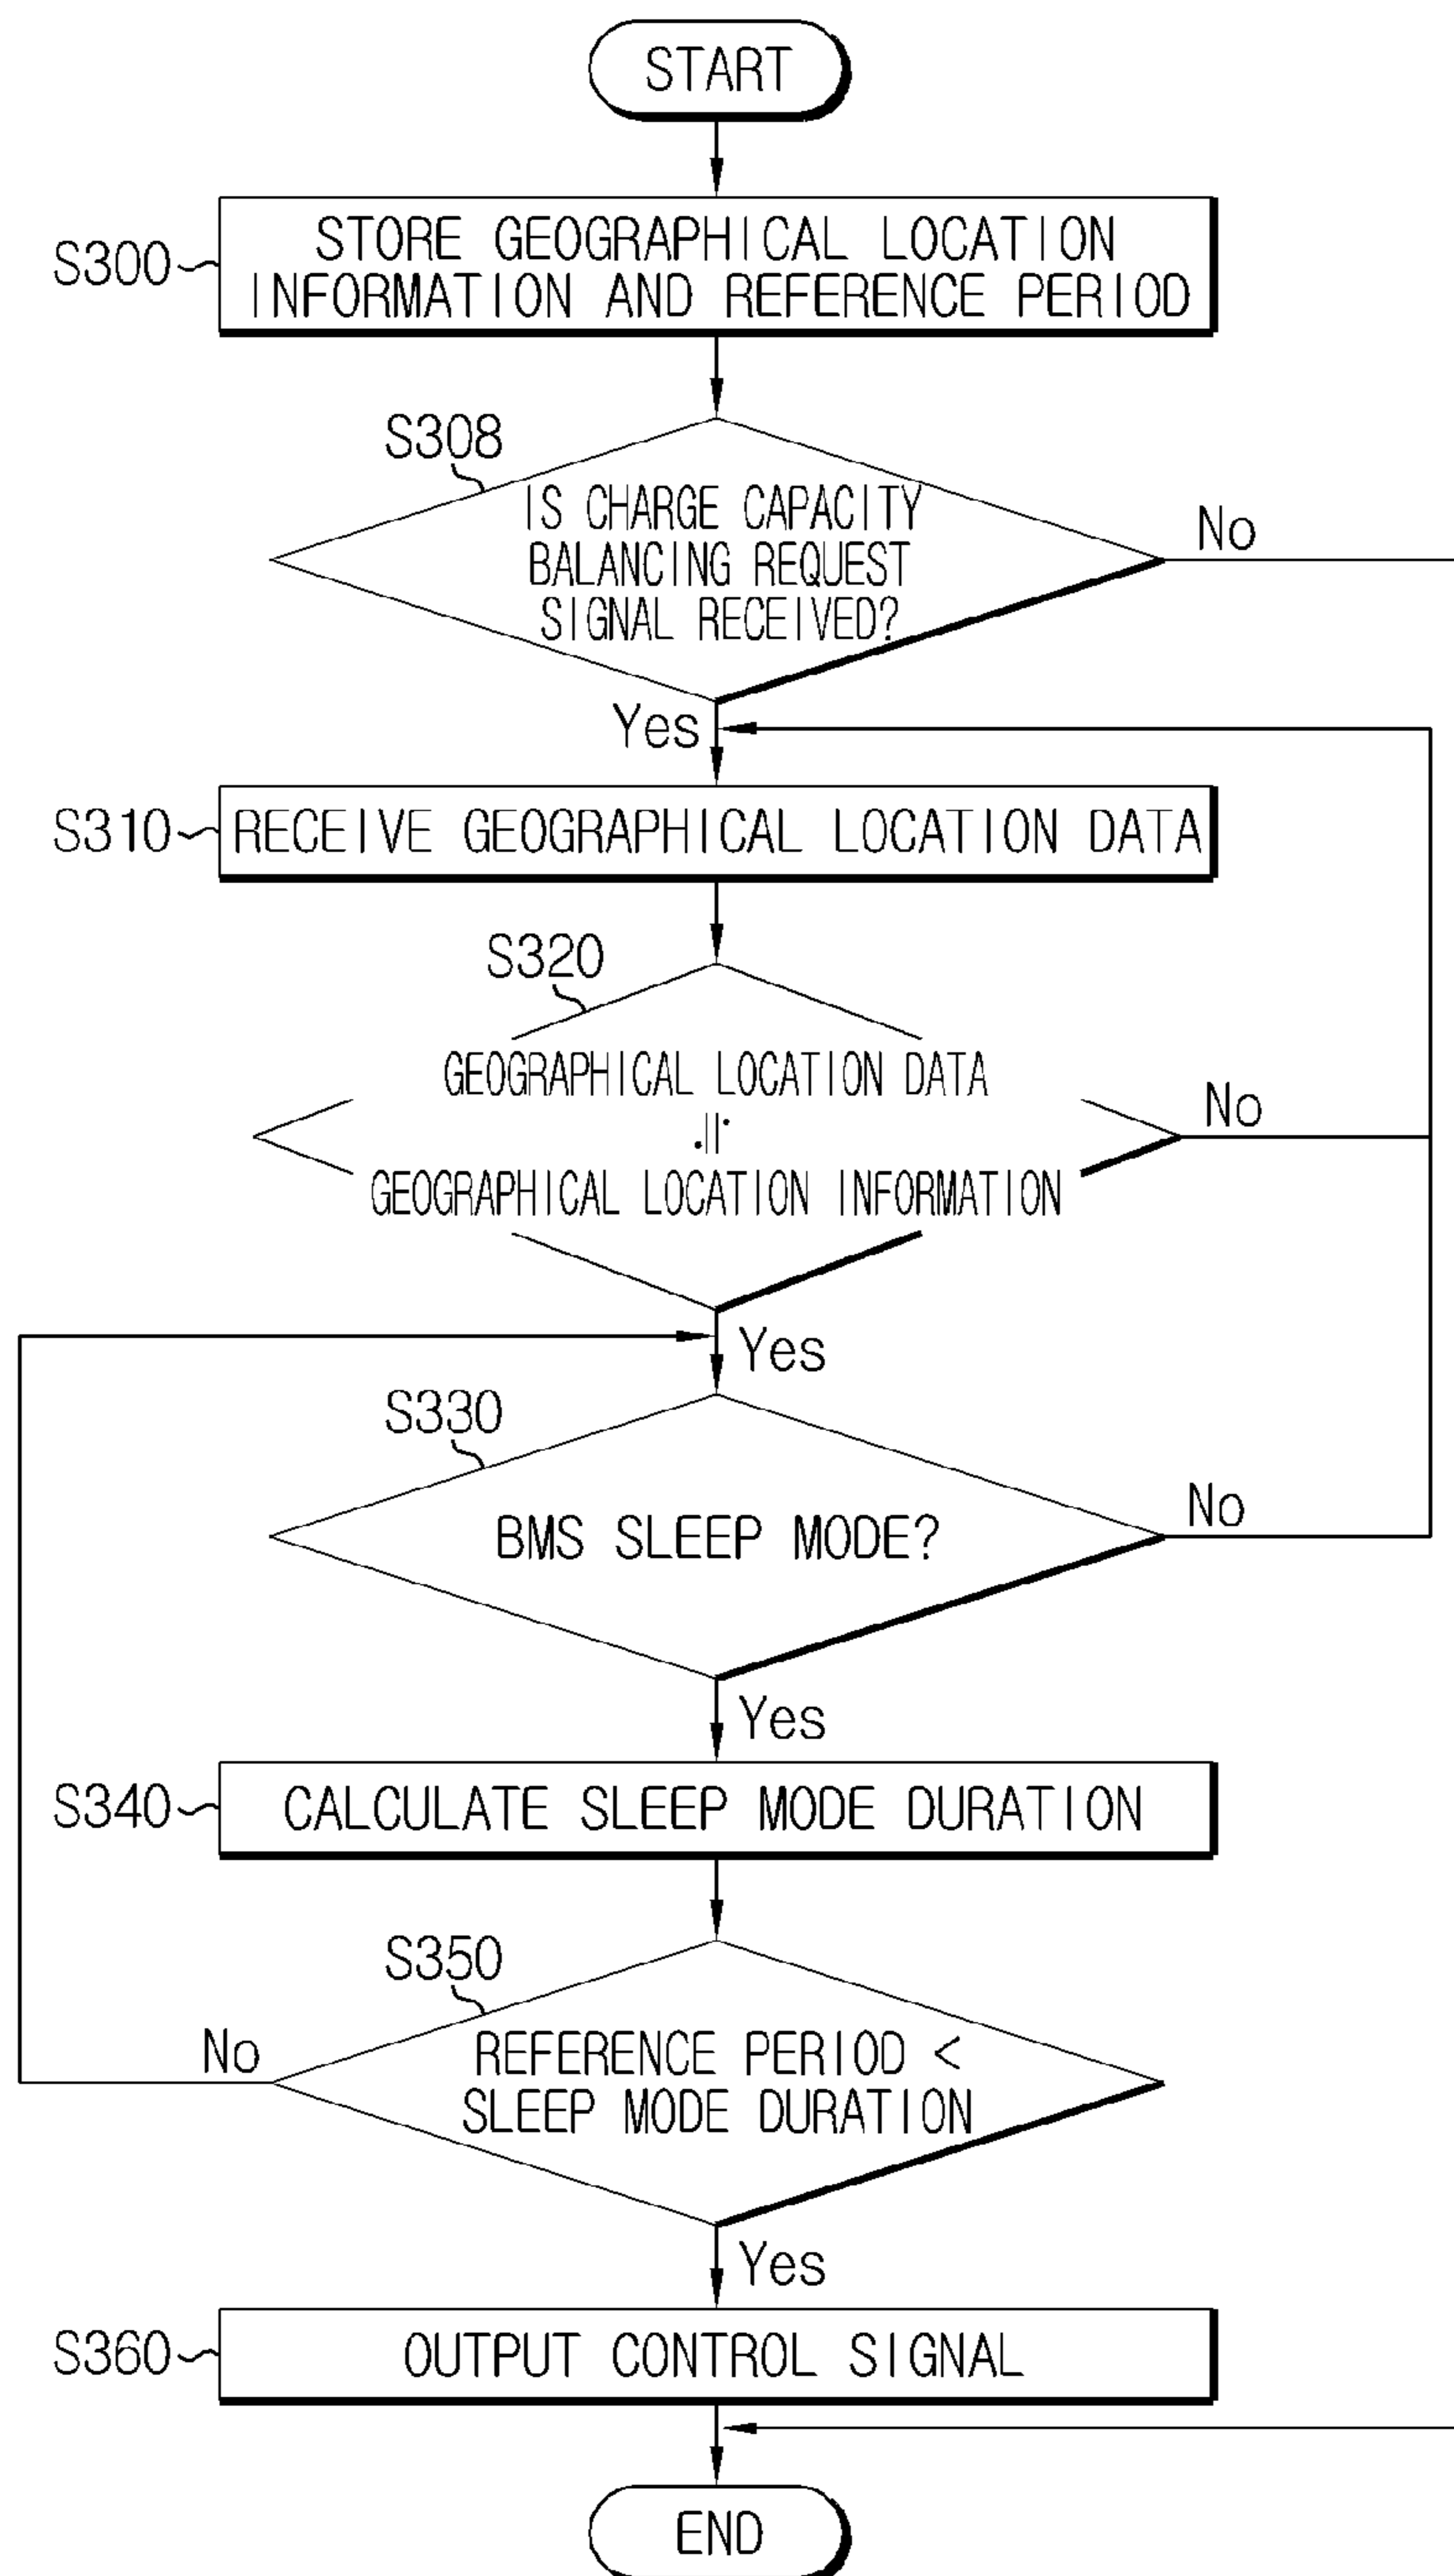 START
S300
STORE GEOGRAPHICAL LOCATION
INFORMATION AND REFERENCE PERIOD
S308
IS CHARGE CAPACITY
BALANCING REQUEST
SIGNAL RECEIVED?
No
Yes
S310
RECEIVE GEOGRAPHICAL LOCATION DATA
S320
GEOGRAPHICAL LOCATION DATA
.||·
GEOGRAPHICAL LOCATION INFORMATION
No
Yes
S330
BMS SLEEP MODE?
No
Yes
S340
CALCULATE SLEEP MODE DURATION
S350
REFERENCE PERIOD <
SLEEP MODE DURATION
No
Yes
S360
OUTPUT CONTROL SIGNAL
END